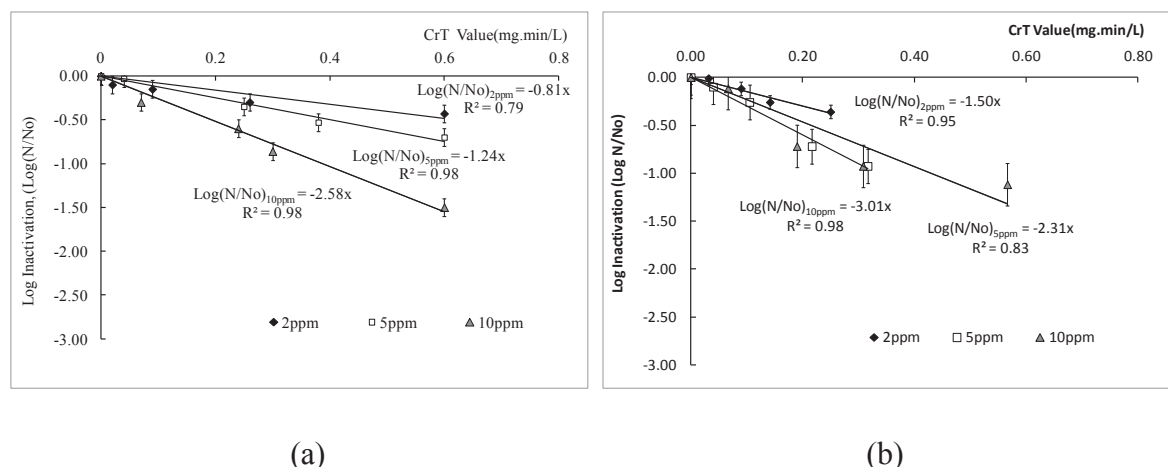 CrT Value(mg.min/L)
0 0.2 0.4 0.6 0.8
0.00
-0.50
-1.00
-1.50
-2.00
-2.50
-3.00
Log Inactivation, (Log(N/No)
Log(N/No)2ppm = -0.81x
R² = 0.79
Log(N/No)5ppm = -1.24x
R² = 0.98
Log(N/No)10ppm = -2.58x
R² = 0.98
2ppm 5ppm 10ppm
(a)
CrT Value(mg.min/L)
0.00 0.20 0.40 0.60 0.80
0.00
-0.50
-1.00
-1.50
-2.00
-2.50
-3.00
Log Inactivation (Log N/No)
Log(N/No)2ppm = -1.50x
R² = 0.95
Log(N/No)10ppm = -3.01x
R² = 0.98
Log(N/No)5ppm = -2.31x
R² = 0.83
2ppm 5ppm 10ppm
(b)